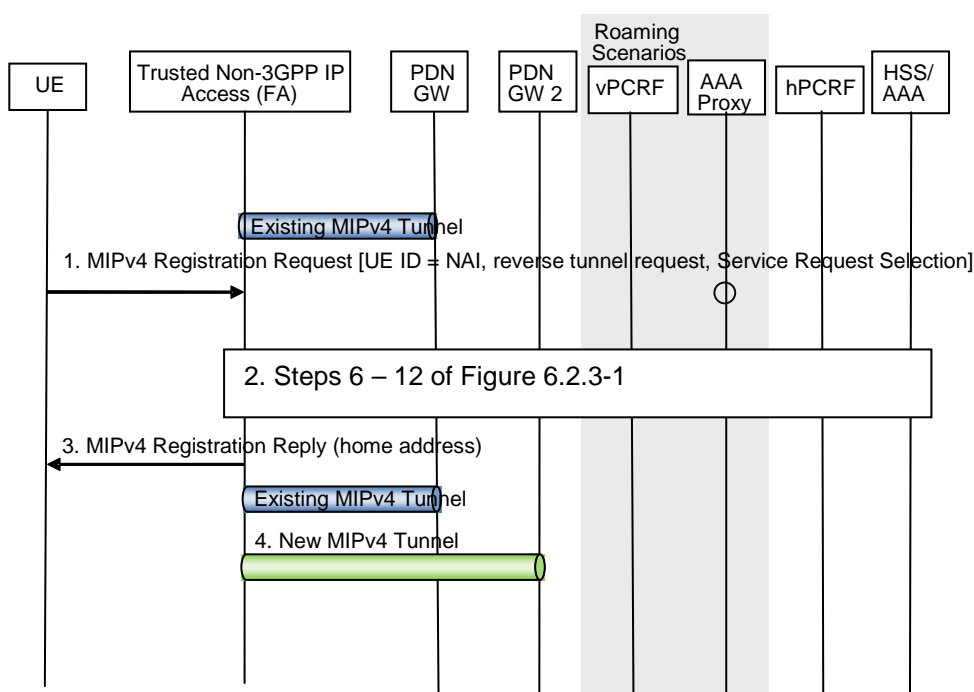 Roaming
Scenarios
UE
Trusted Non-3GPP IP
Access (FA)
PDN
GW
PDN
GW 2
vPCRF
AAA
Proxy
hPCRF
HSS/
AAA
Existing MIPv4 Tunnel
1. MIPv4 Registration Request [UE ID = NAI, reverse tunnel request, Service Request Selection]
2. Steps 6 – 12 of Figure 6.2.3-1
3. MIPv4 Registration Reply (home address)
Existing MIPv4 Tunnel
4. New MIPv4 Tunnel